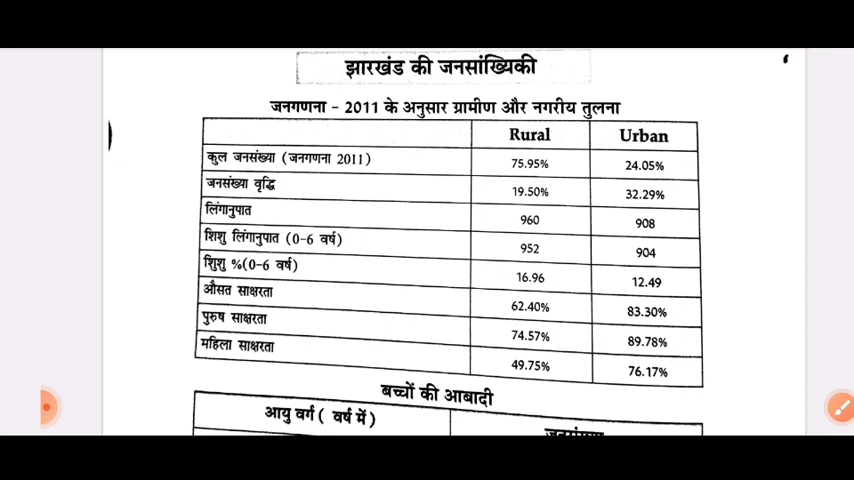 झारखंड की जनसांख्यिकी
जनगणना - 2011 के अनुसार ग्रामीण और नगरीय तुलना
Rural Urban
कुल जनसंख्या (जनगणना 2011) 75.95% 24.05%
जनसंख्या वृद्धि 19.50% 32.29%
लिंगानुपात 960 908
शिशु लिंगानुपात (0-6 वर्ष) 952 904
शिशु %(0-6 वर्ष) 16.96 12.49
औसत साक्षरता 62.40% 83.30%
पुरुष साक्षरता 74.57% 89.78%
महिला साक्षरता 49.75% 76.17%
बच्चों की आबादी
आयु वर्ग ( वर्ष में)